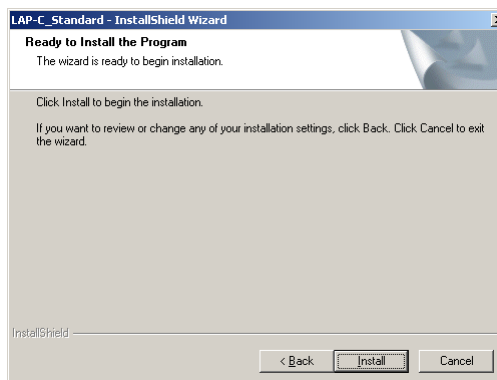 LAP-C_Standard - InstallShield Wizard
Ready to Install the Program
The wizard is ready to begin installation.
Click Install to begin the installation.
If you want to review or change any of your installation settings, click Back. Click Cancel to exit
the wizard.
InstallShield
< Back
Install
Cancel